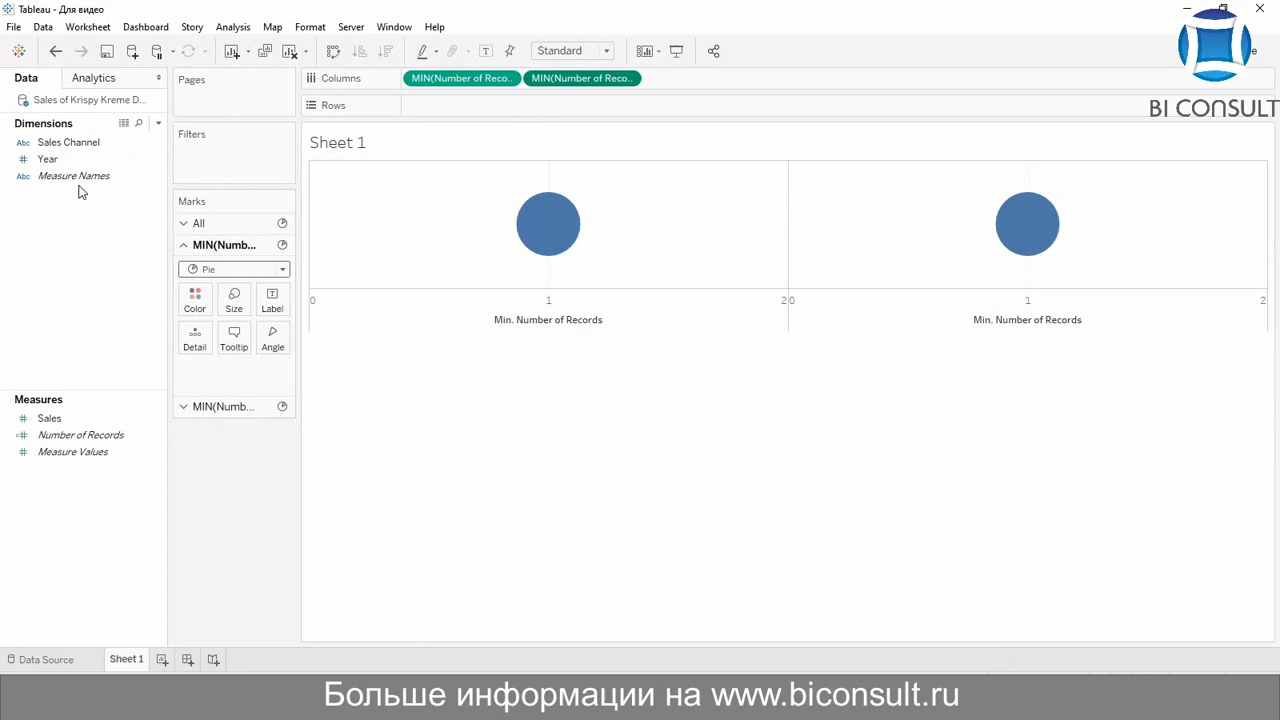 Tableau - Для видео
File Data Worksheet Dashboard Story Analysis Map Format Server Window Help
Standard
Data Analytics
Sales of Krispy Kreme D...
Dimensions
Abc Sales Channel
Year
Abc Measure Names
Measures
Sales
Number of Records
Measure Values
Pages
Filters
Marks
All
MIN(Numb...
Pie
Color Size Label
Detail Tooltip Angle
MIN(Numb...
Columns MIN(Number of Reco.. MIN(Number of Reco..
Rows
BI CONSULT
Sheet 1
0 1 2 0 1 2
Min. Number of Records Min. Number of Records
Data Source Sheet 1
Больше информации на www.biconsult.ru